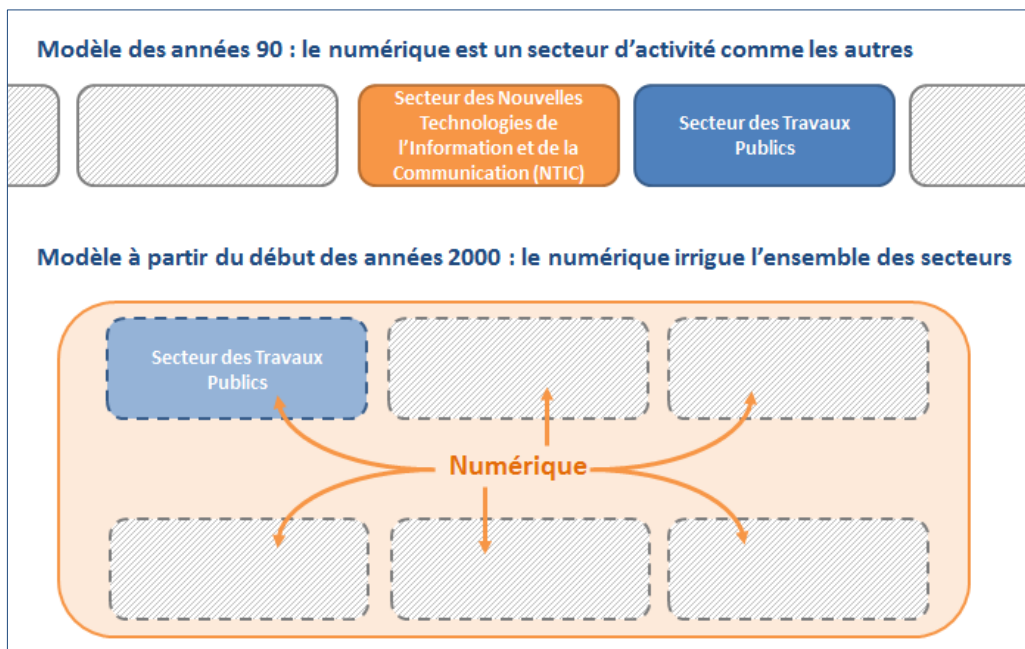 Modèle des années 90 : le numérique est un secteur d’activité comme les autres
Secteur des Nouvelles
Technologies de
l’Information et de la
Communication (NTIC)
Secteur des Travaux
Publics
Modèle à partir du début des années 2000 : le numérique irrigue l’ensemble des secteurs
Secteur des Travaux
Publics
Numérique